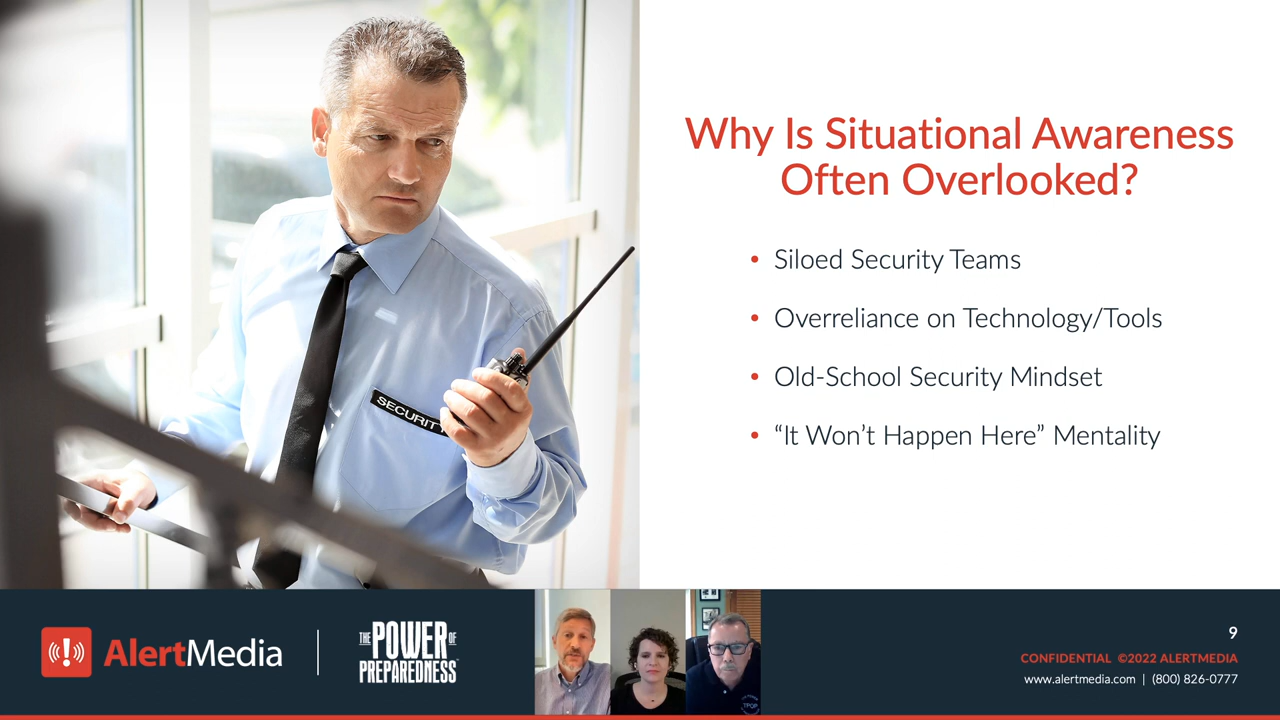 Why Is Situational Awareness
Often Overlooked?
• Siloed Security Teams
• Overreliance on Technology/Tools
• Old-School Security Mindset
• “It Won’t Happen Here” Mentality
SECURITY
AlertMedia
THE POWER OF
PREPAREDNESS
TPOP
9
CONFIDENTIAL ©2022 ALERTMEDIA
www.alertmedia.com | (800) 826-0777